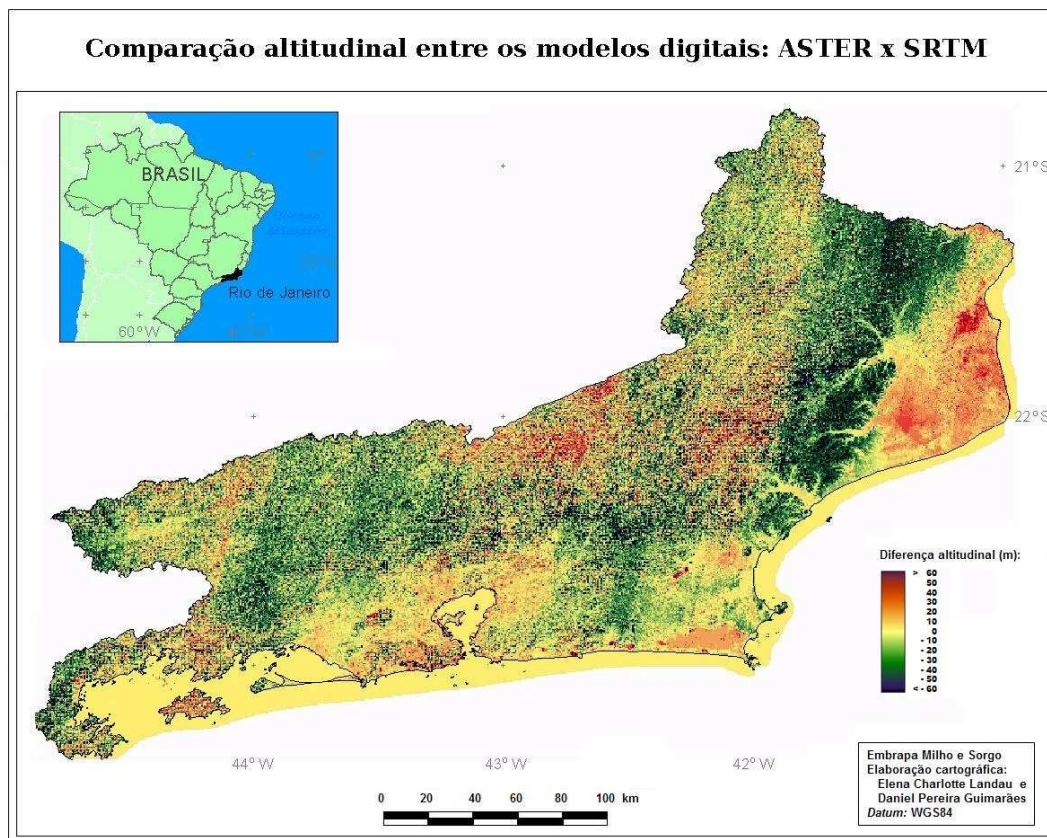 Comparação altitudinal entre os modelos digitais: ASTER x SRTM
BRASIL
Rio de Janeiro
60°W
21°S
22°S
44°W
43°W
42°W
Diferença altitudinal (m):
> 60
50
40
30
20
10
0
- 10
- 20
- 30
- 40
- 50
< - 60
0 20 40 60 80 100 km
Embrapa Milho e Sorgo
Elaboração cartográfica:
Elena Charlotte Landau e
Daniel Pereira Guimarães
Datum: WGS84